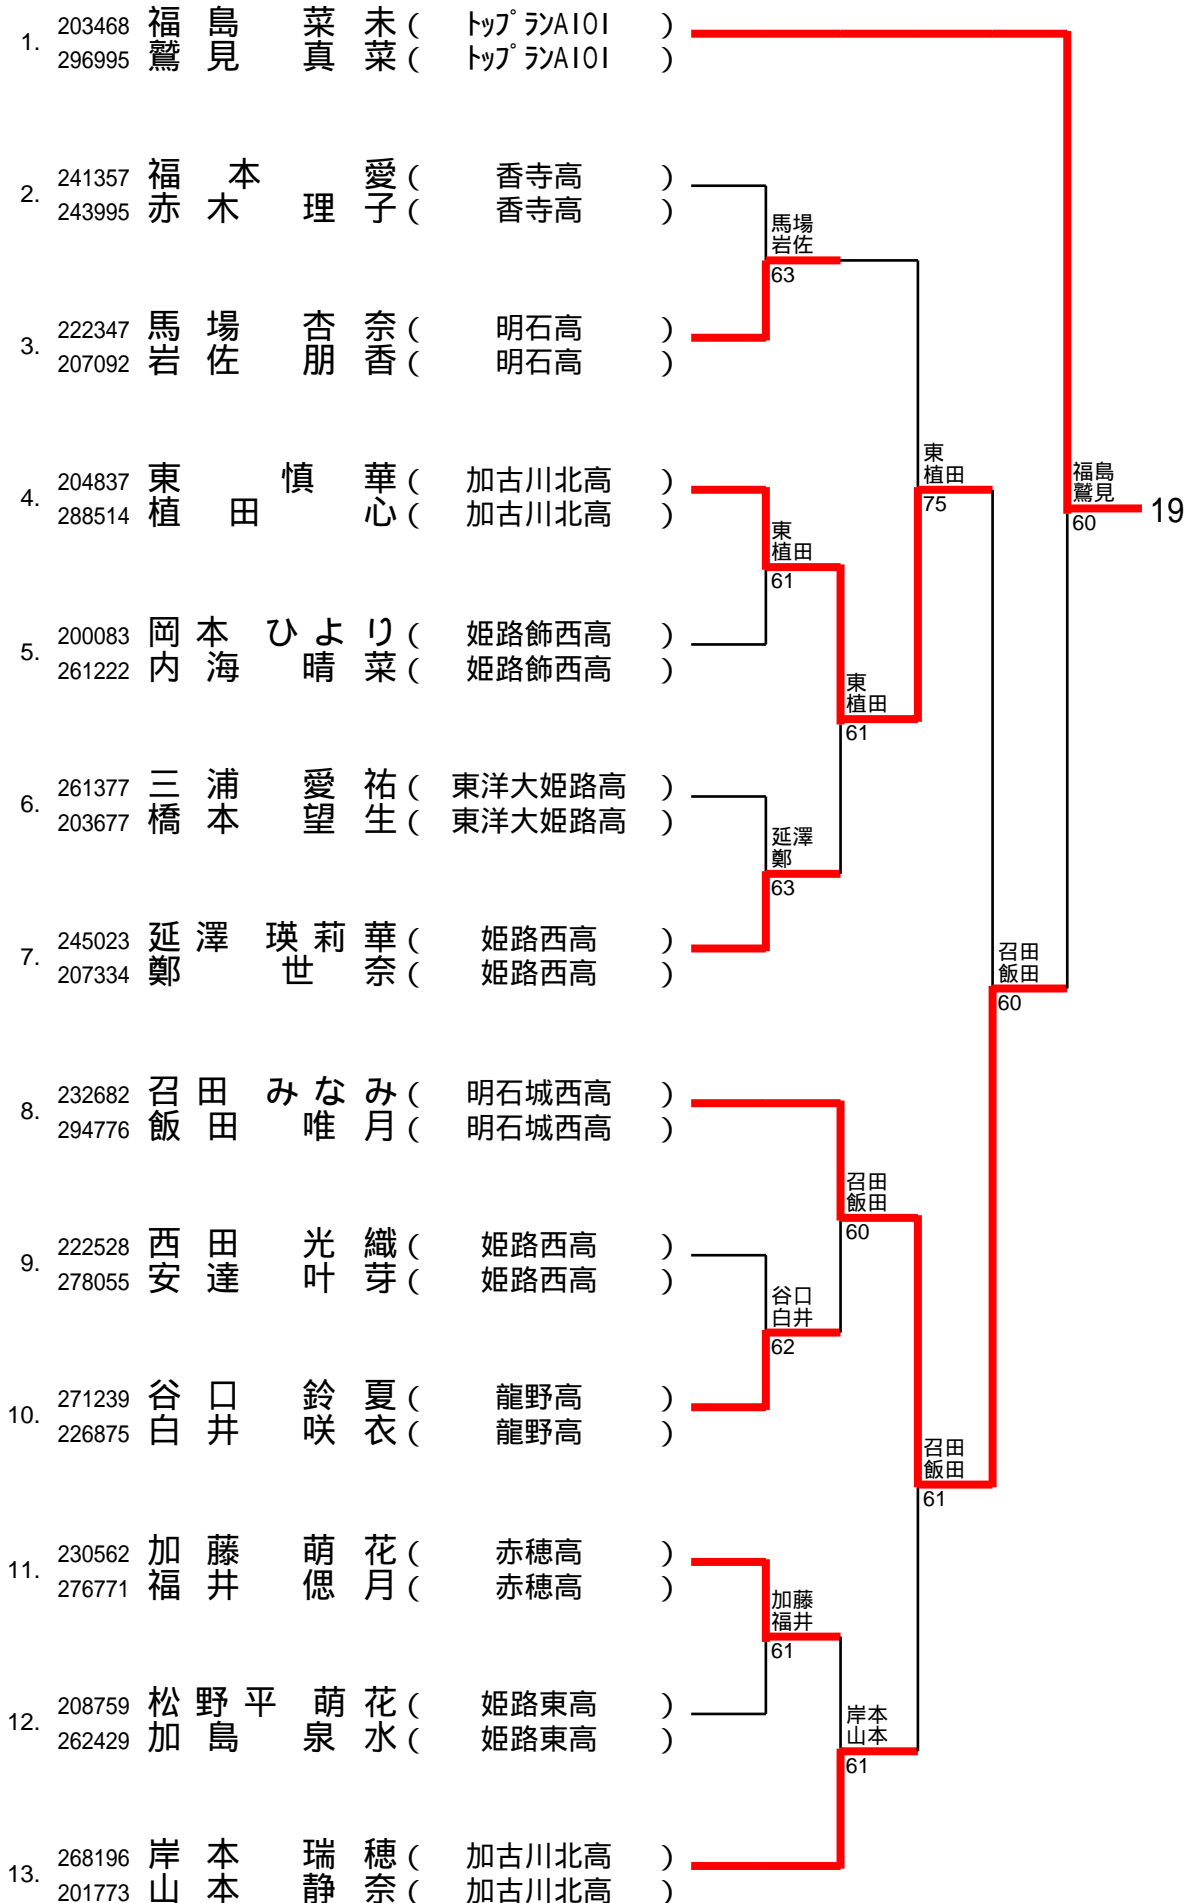 1. 203468 福島 菜未 ( ﾄｯﾌﾟﾗﾝAIOI )
296995 鷲見 真菜 ( ﾄｯﾌﾟﾗﾝAIOI )
2. 241357 福本 愛 ( 香寺高 )
243995 赤木 理子 ( 香寺高 )
馬場
岩佐
63
3. 222347 馬場 杏奈 ( 明石高 )
207092 岩佐 朋香 ( 明石高 )
東
植田
75
福島
鷲見
60
19
4. 204837 東 慎華 ( 加古川北高 )
288514 植田 心 ( 加古川北高 )
東
植田
61
5. 200083 岡本 ひより ( 姫路飾西高 )
261222 内海 晴菜 ( 姫路飾西高 )
東
植田
61
6. 261377 三浦 愛祐 ( 東洋大姫路高 )
203677 橋本 望生 ( 東洋大姫路高 )
延澤
鄭
63
7. 245023 延澤 瑛莉華 ( 姫路西高 )
207334 鄭 世奈 ( 姫路西高 )
召田
飯田
60
8. 232682 召田 みなみ ( 明石城西高 )
294776 飯田 唯月 ( 明石城西高 )
召田
飯田
60
9. 222528 西田 光織 ( 姫路西高 )
278055 安達 叶芽 ( 姫路西高 )
谷口
白井
62
10. 271239 谷口 鈴夏 ( 龍野高 )
226875 白井 咲衣 ( 龍野高 )
召田
飯田
61
11. 230562 加藤 萌花 ( 赤穂高 )
276771 福井 偲月 ( 赤穂高 )
加藤
福井
61
12. 208759 松野平 萌花 ( 姫路東高 )
262429 加島 泉水 ( 姫路東高 )
岸本
山本
61
13. 268196 岸本 瑞穂 ( 加古川北高 )
201773 山本 静奈 ( 加古川北高 )